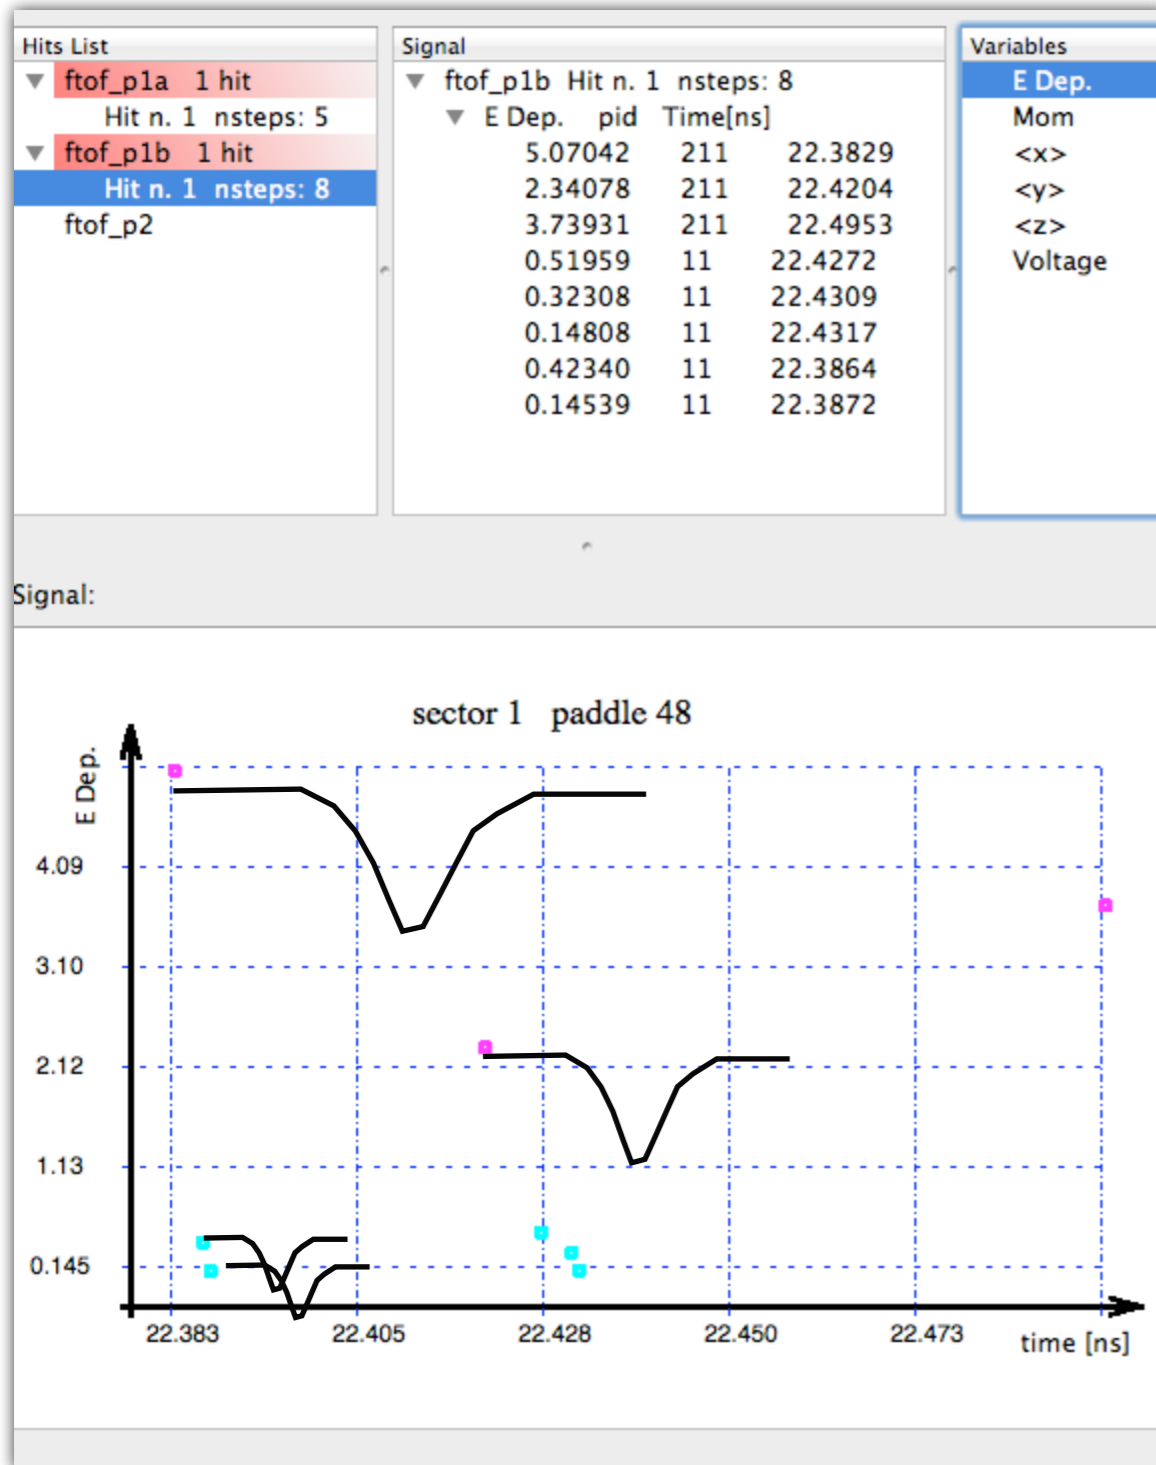 Hits List
ftof_p1a 1 hit
Hit n. 1 nsteps: 5
ftof_p1b 1 hit
Hit n. 1 nsteps: 8
ftof_p2
Signal
ftof_p1b Hit n. 1 nsteps: 8
E Dep. pid Time[ns]
5.07042 211 22.3829
2.34078 211 22.4204
3.73931 211 22.4953
0.51959 11 22.4272
0.32308 11 22.4309
0.14808 11 22.4317
0.42340 11 22.3864
0.14539 11 22.3872
Variables
E Dep.
Mom
<x>
<y>
<z>
Voltage
Signal:
sector 1 paddle 48
E Dep.
4.09
3.10
2.12
1.13
0.145
22.383 22.405 22.428 22.450 22.473
time [ns]